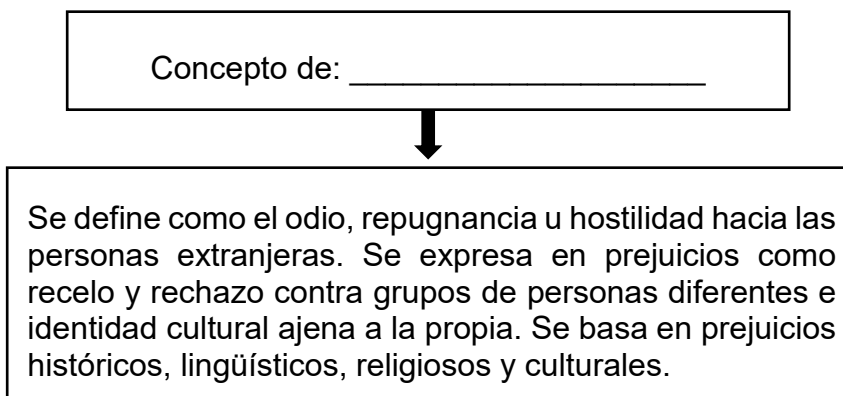 Concepto de: ____________________
Se define como el odio, repugnancia u hostilidad hacia las
personas extranjeras. Se expresa en prejuicios como
recelo y rechazo contra grupos de personas diferentes e
identidad cultural ajena a la propia. Se basa en prejuicios
históricos, lingüísticos, religiosos y culturales.